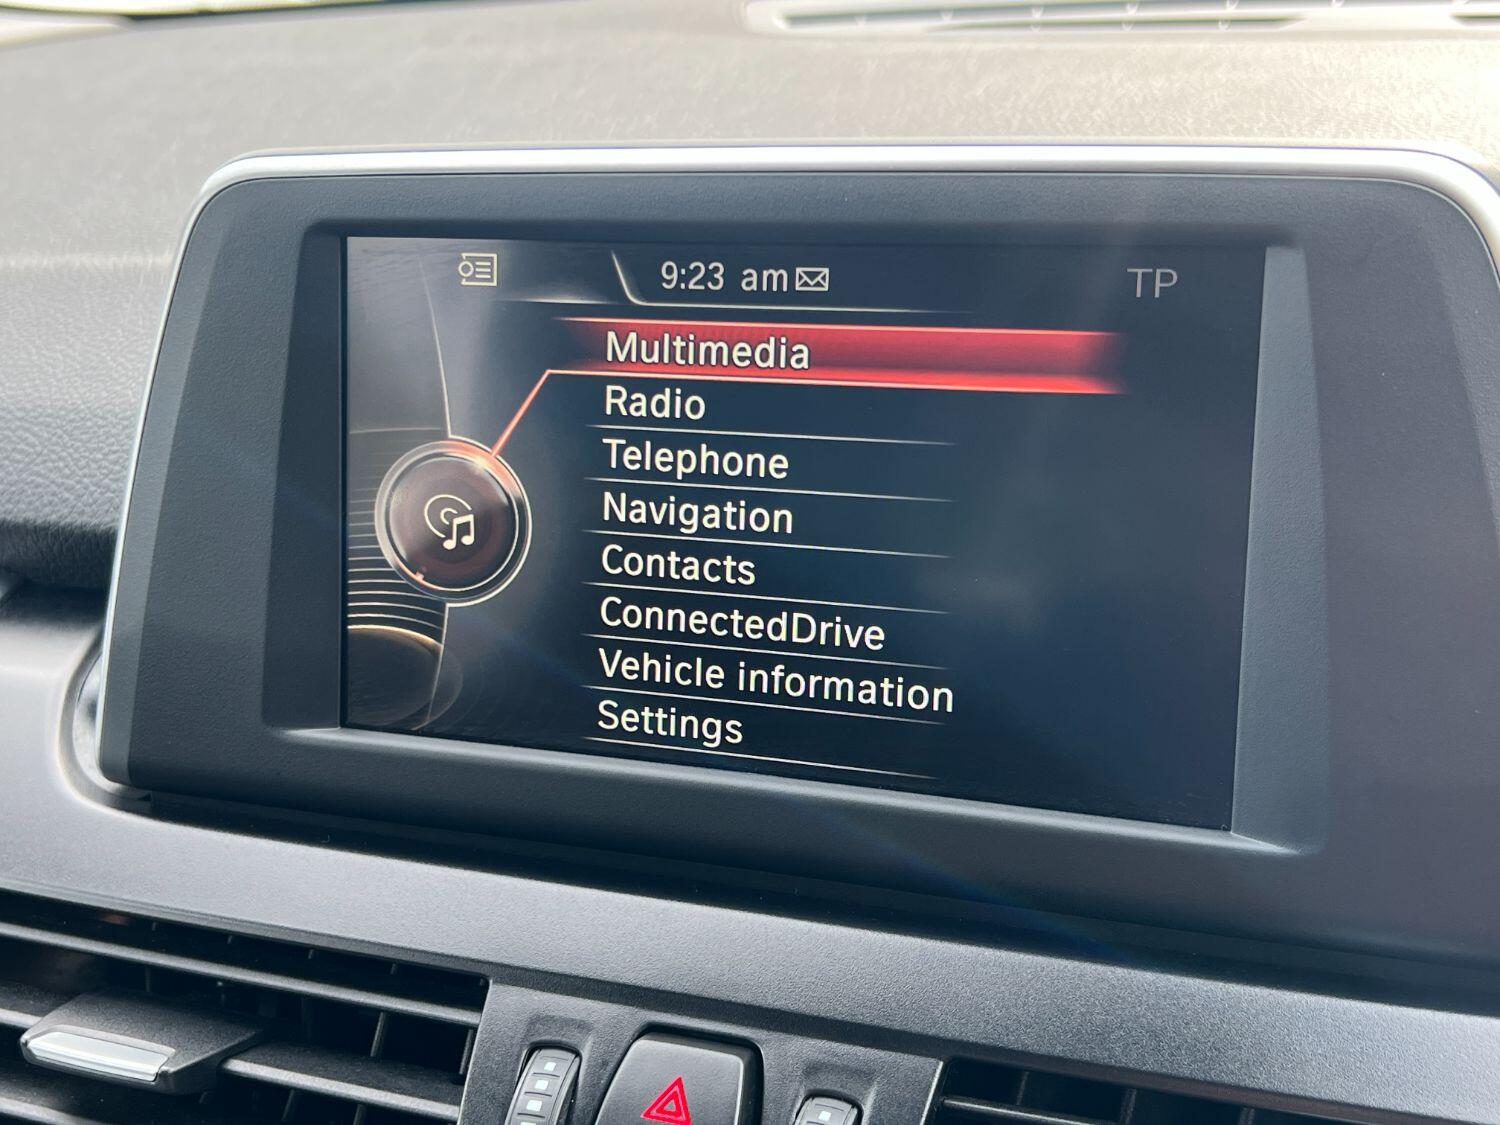 9:23 am
TP
Multimedia
Radio
Telephone
Navigation
Contacts
ConnectedDrive
Vehicle information
Settings